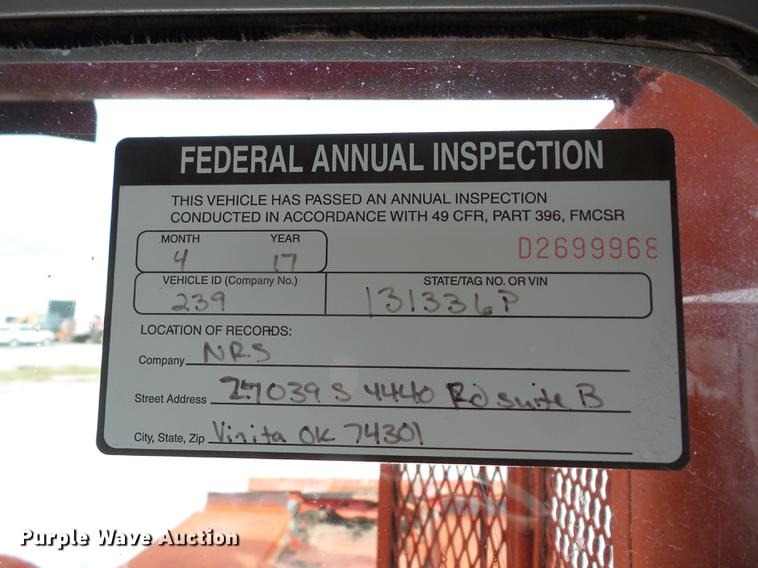 FEDERAL ANNUAL INSPECTION
THIS VEHICLE HAS PASSED AN ANNUAL INSPECTION
CONDUCTED IN ACCORDANCE WITH 49 CFR, PART 396, FMCSR
MONTH YEAR
4 17
D2699968
VEHICLE ID (Company No.) STATE/TAG NO. OR VIN
239 131336P
LOCATION OF RECORDS:
Company NRS
Street Address 27039 S 4440 Rd suite B
City, State, Zip Vinita OK 74301
Purple Wave Auction